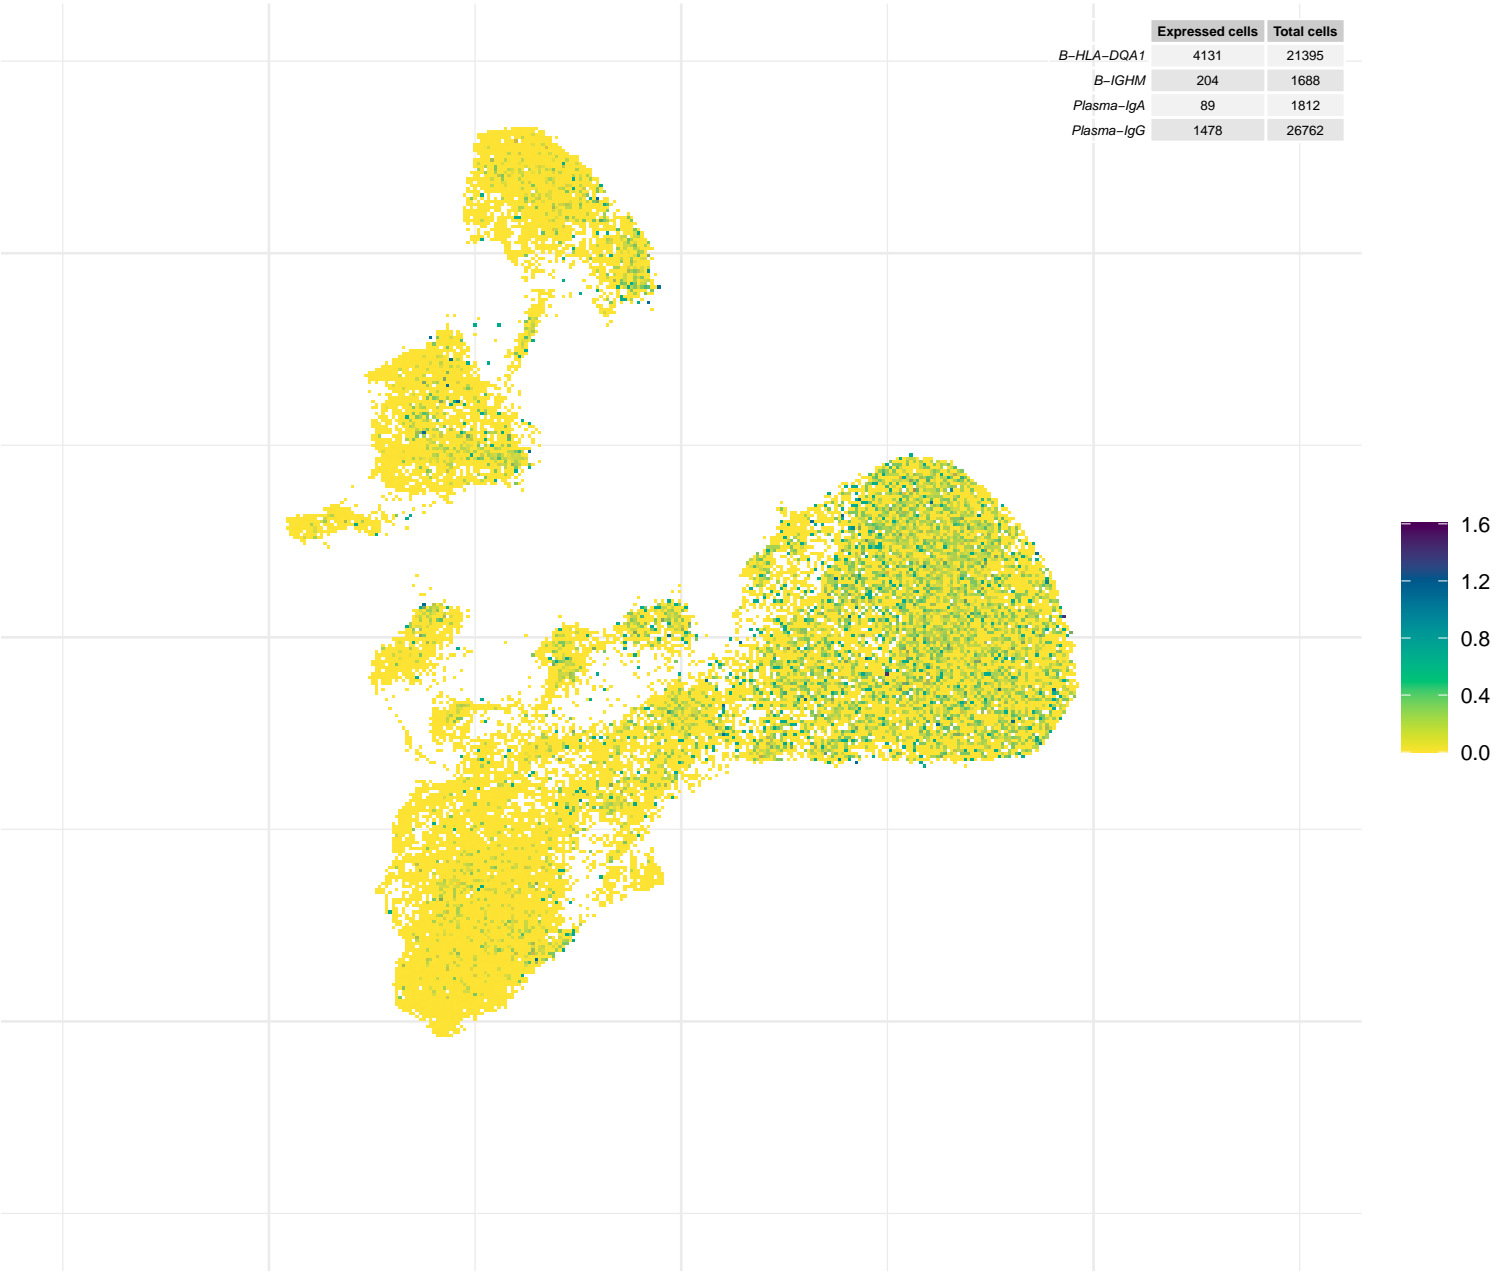 Expressed cells Total cells
B−HLA−DQA1 4131 21395
B−IGHM 204 1688
Plasma−IgA 89 1812
Plasma−IgG 1478 26762
1.6
1.2
0.8
0.4
0.0